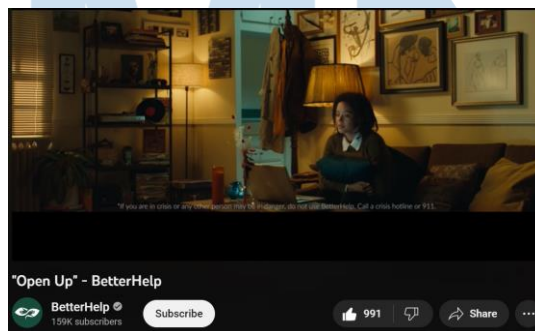 *If you are in crisis or any other person may be in danger, do not use BetterHelp. Call a crisis hotline or 911.
"Open Up" - BetterHelp
BetterHelp
159K subscribers
Subscribe
991
Share